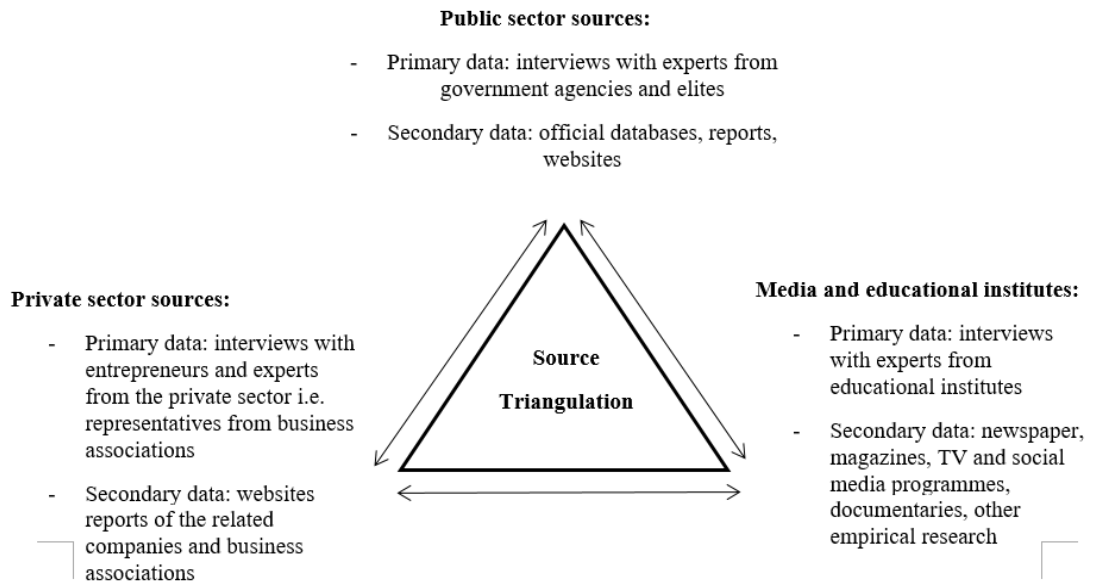 Public sector sources:
- Primary data: interviews with experts from
government agencies and elites
- Secondary data: official databases, reports,
websites
Private sector sources:
- Primary data: interviews with
entrepreneurs and experts
from the private sector i.e.
representatives from business
associations
- Secondary data: websites
reports of the related
companies and business
associations
Source
Triangulation
Media and educational institutes:
- Primary data: interviews
with experts from
educational institutes
- Secondary data: newspaper,
magazines, TV and social
media programmes,
documentaries, other
empirical research